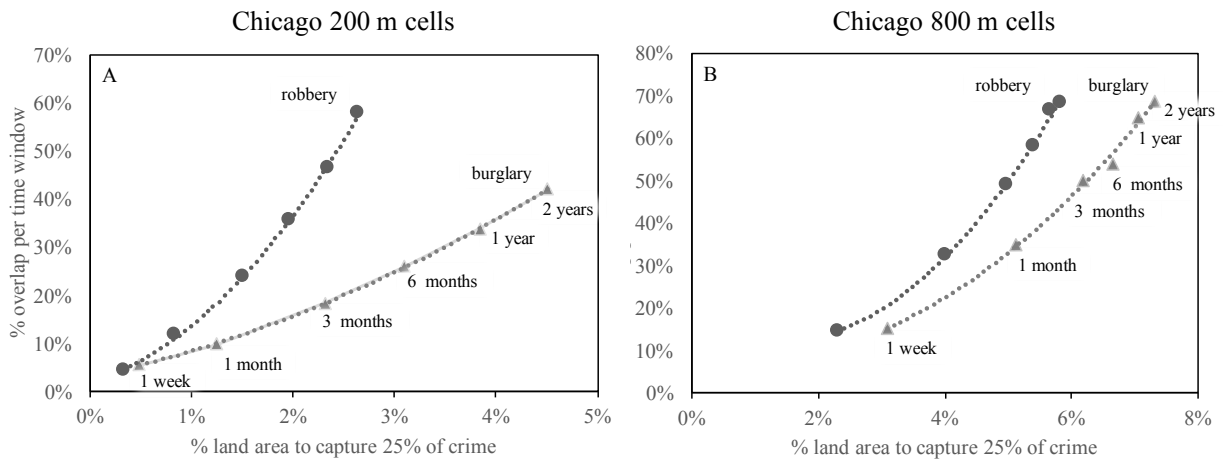 Chicago 200 m cells
% overlap per time window
70%
60%
50%
40%
30%
20%
10%
0%
A
robbery
burglary
2 years
1 year
6 months
3 months
1 month
1 week
0%
1%
2%
3%
4%
5%
% land area to capture 25% of crime
Chicago 800 m cells
80%
70%
60%
50%
40%
30%
20%
10%
0%
B
robbery
burglary
2 years
1 year
6 months
3 months
1 month
1 week
0%
2%
4%
6%
8%
% land area to capture 25% of crime